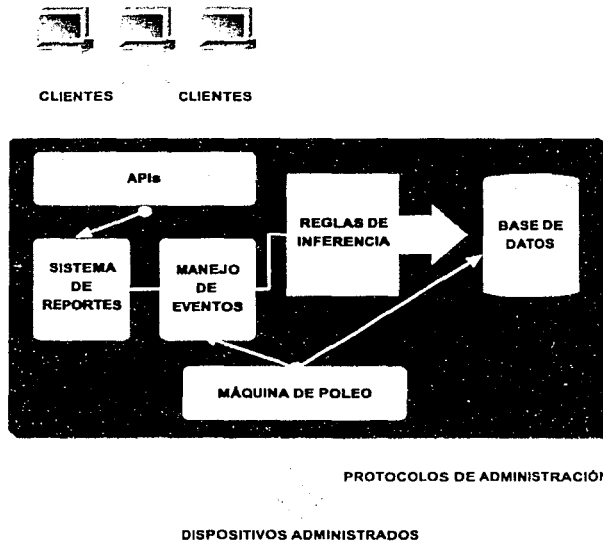 CLIENTES CLIENTES
APIs
REGLAS DE
INFERENCIA
BASE DE
DATOS
SISTEMA
DE
REPORTES
MANEJO
DE
EVENTOS
MÁQUINA DE POLEO
PROTOCOLOS DE ADMINISTRACIÓN
DISPOSITIVOS ADMINISTRADOS